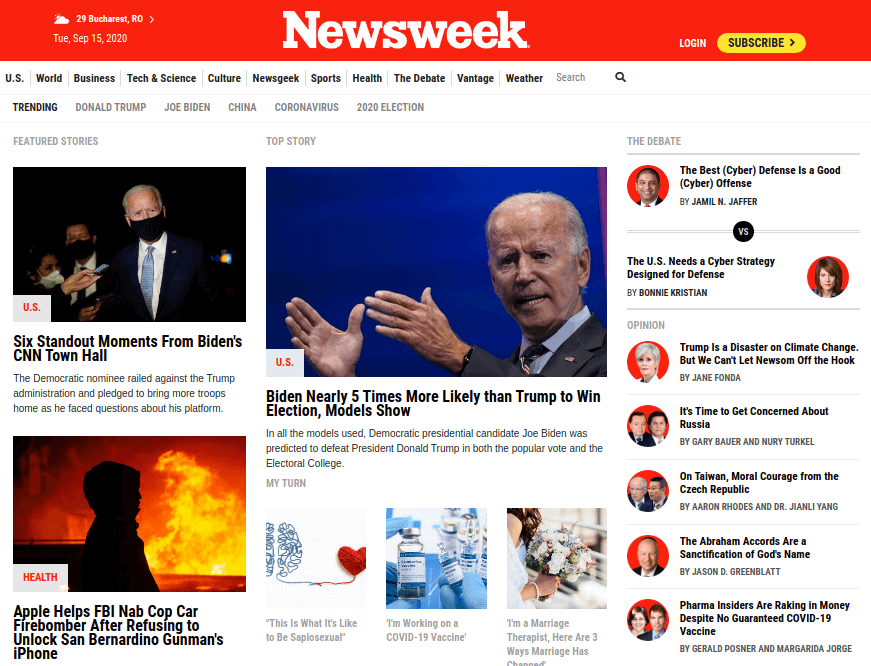 29 Bucharest, RO
Tue, Sep 15, 2020
Newsweek
LOGIN
SUBSCRIBE
U.S. World Business Tech & Science Culture Newsgeek Sports Health The Debate Vantage Weather Search
TRENDING DONALD TRUMP JOE BIDEN CHINA CORONAVIRUS 2020 ELECTION
FEATURED STORIES
U.S.
Six Standout Moments From Biden's
CNN Town Hall
The Democratic nominee railed against the Trump
administration and pledged to bring more troops
home as he faced questions about his platform.
HEALTH
Apple Helps FBI Nab Cop Car
Firebomber After Refusing to
Unlock San Bernardino Gunman's
iPhone
TOP STORY
U.S.
Biden Nearly 5 Times More Likely than Trump to Win
Election, Models Show
In all the models used, Democratic presidential candidate Joe Biden was
predicted to defeat President Donald Trump in both the popular vote and the
Electoral College.
MY TURN
"This Is What It's Like
to Be Sapiosexual"
'I'm Working on a
COVID-19 Vaccine'
'I'm a Marriage
Therapist, Here Are 3
Ways Marriage Has
Changed'
THE DEBATE
The Best (Cyber) Defense Is a Good
(Cyber) Offense
BY JAMIL N. JAFFER
VS
The U.S. Needs a Cyber Strategy
Designed for Defense
BY BONNIE KRISTIAN
OPINION
Trump Is a Disaster on Climate Change.
But We Can't Let Newsom Off the Hook
BY JANE FONDA
It's Time to Get Concerned About
Russia
BY GARY BAUER AND NURY TURKEL
On Taiwan, Moral Courage from the
Czech Republic
BY AARON RHODES AND DR. JIANLI YANG
The Abraham Accords Are a
Sanctification of God's Name
BY JASON D. GREENBLATT
Pharma Insiders Are Raking in Money
Despite No Guaranteed COVID-19
Vaccine
BY GERALD POSNER AND MARGARIDA JORGE